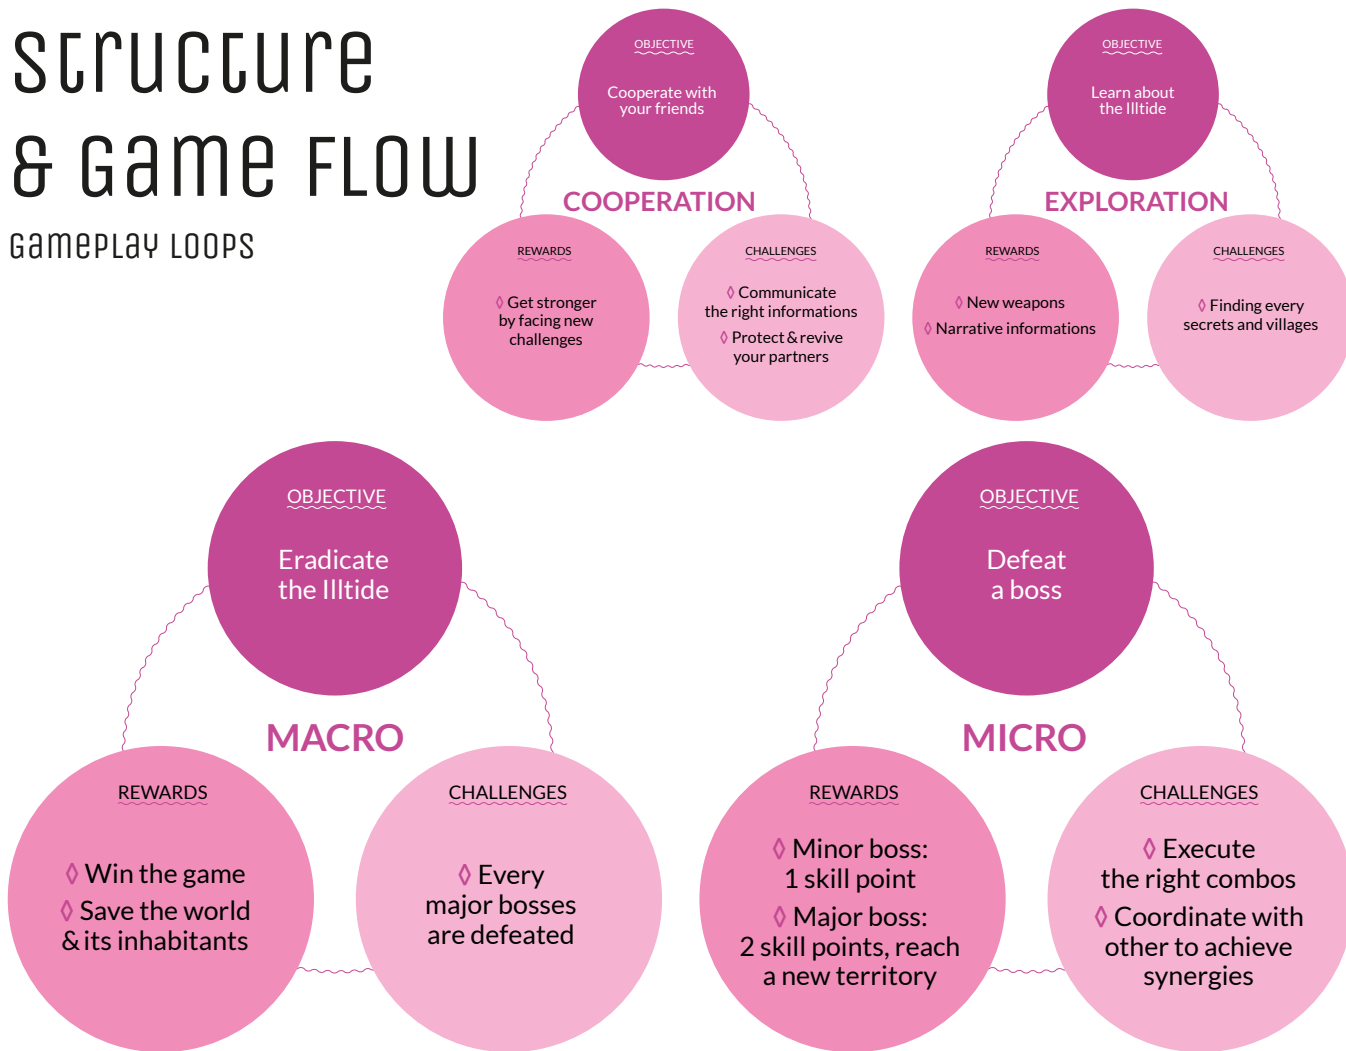 Structure
& Game Flow
Gameplay Loops
OBJECTIVE
Cooperate with
your friends
COOPERATION
REWARDS
◊ Get stronger
by facing new
challenges
CHALLENGES
◊ Communicate
the right informations
◊ Protect & revive
your partners
OBJECTIVE
Learn about
the Illtide
EXPLORATION
REWARDS
◊ New weapons
◊ Narrative informations
CHALLENGES
◊ Finding every
secrets and villages
OBJECTIVE
Eradicate
the Illtide
MACRO
REWARDS
◊ Win the game
◊ Save the world
& its inhabitants
CHALLENGES
◊ Every
major bosses
are defeated
OBJECTIVE
Defeat
a boss
MICRO
REWARDS
◊ Minor boss:
1 skill point
◊ Major boss:
2 skill points, reach
a new territory
CHALLENGES
◊ Execute
the right combos
◊ Coordinate with
other to achieve
synergies